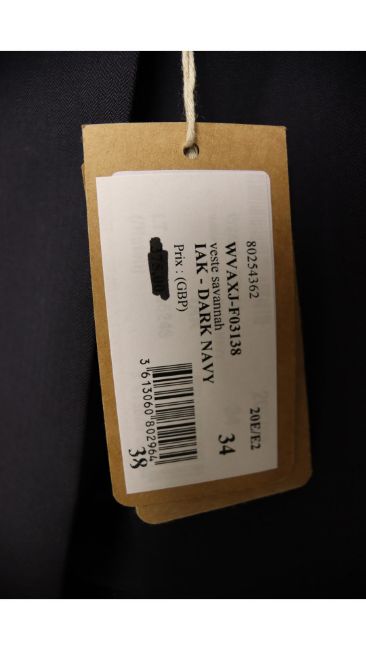 80254362
20E/E2
WVAXJ-F03138
34
veste savannah
IAK - DARK NAVY
Prix : (GBP)
3 613060 802964
38